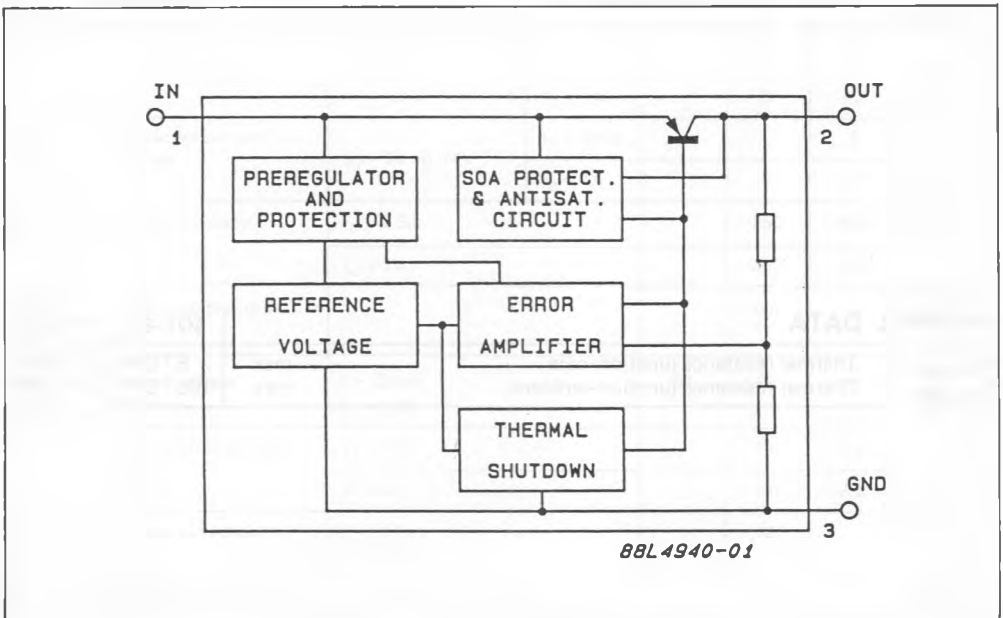 IN
OUT
1
2
PREREGULATOR
AND
PROTECTION
SOA PROTECT.
& ANTISAT.
CIRCUIT
REFERENCE
VOLTAGE
ERROR
AMPLIFIER
THERMAL
SHUTDOWN
GND
3
88L4940-01
L DATA